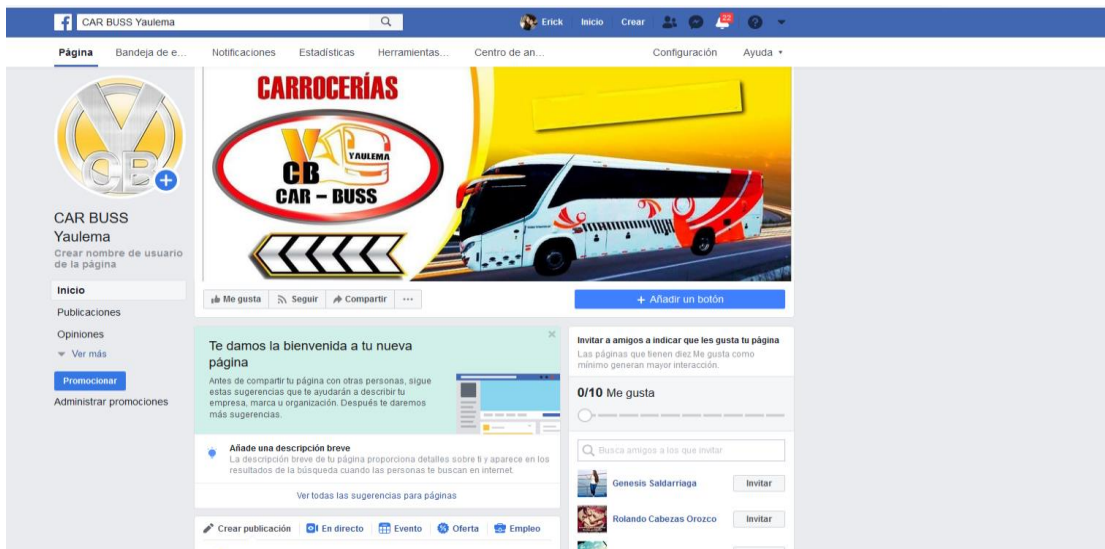 CAR BUSS Yaulema
Erick
Inicio
Crear
22
Página
Bandeja de e...
Notificaciones
Estadísticas
Herramientas...
Centro de an...
Configuración
Ayuda
CARROCERÍAS
YAULEMA
CB
CAR – BUSS
CB
CAR BUSS
Yaulema
Crear nombre de usuario
de la página
Inicio
Publicaciones
Opiniones
Ver más
Promocionar
Administrar promociones
Me gusta
Seguir
Compartir
+ Añadir un botón
Te damos la bienvenida a tu nueva
página
Antes de compartir tu página con otras personas, sigue
estas sugerencias que te ayudarán a describir tu
empresa, marca u organización. Después te daremos
más sugerencias.
Añade una descripción breve
La descripción breve de tu página proporciona detalles sobre ti y aparece en los
resultados de la búsqueda cuando las personas te buscan en internet.
Ver todas las sugerencias para páginas
Crear publicación
En directo
Evento
Oferta
Empleo
Invitar a amigos a indicar que les gusta tu página
Las páginas que tienen diez Me gusta como
mínimo generan mayor interacción.
0/10 Me gusta
Busca amigos a los que invitar
Genesis Saldarriaga
Invitar
Rolando Cabezas Orozco
Invitar